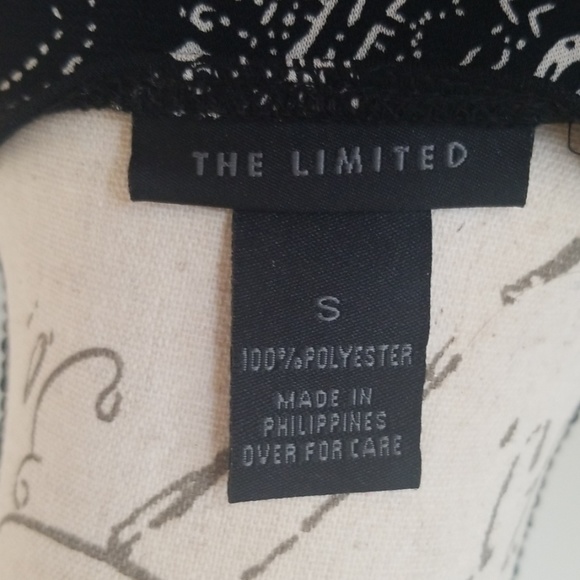 THE LIMITED
S
100%POLYESTER
MADE IN
PHILIPPINES
OVER FOR CARE